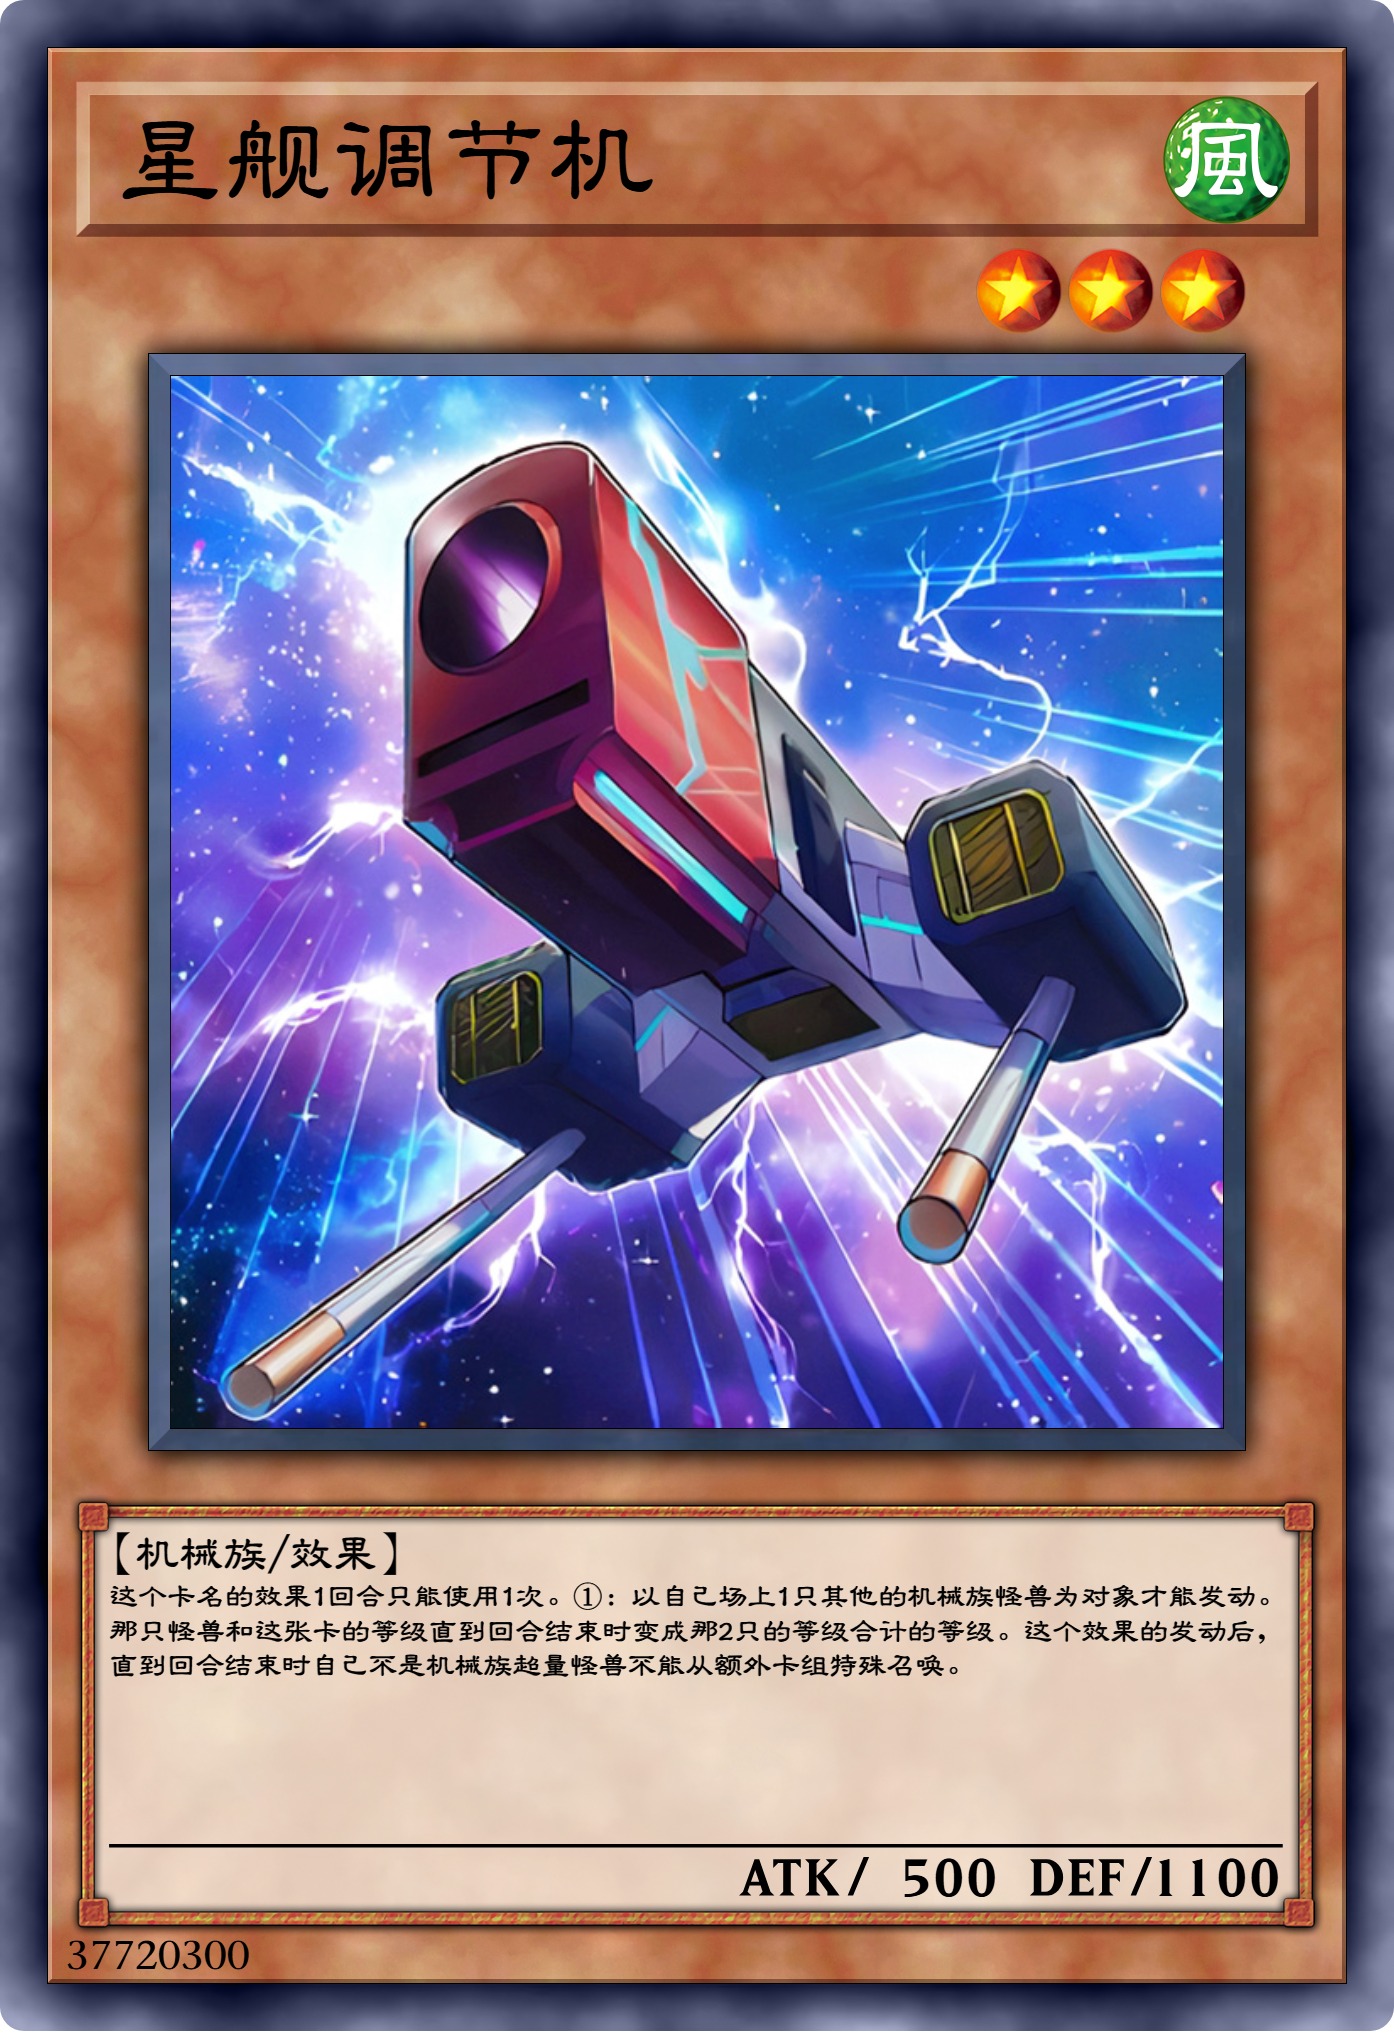 星舰调节机
風
【机械族/效果】
这个卡名的效果1回合只能使用1次。①：以自己场上1只其他的机械族怪兽为对象才能发动。
那只怪兽和这张卡的等级直到回合结束时变成那2只的等级合计的等级。这个效果的发动后，
直到回合结束时自己不是机械族超量怪兽不能从额外卡组特殊召唤。
ATK/ 500 DEF/1100
37720300